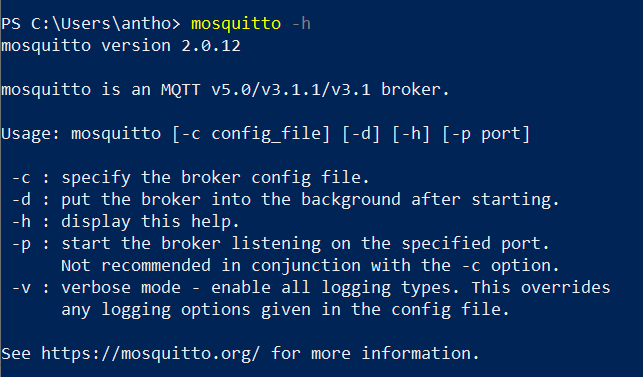 PS C:\Users\antho> mosquitto -h
mosquitto version 2.0.12
mosquitto is an MQTT v5.0/v3.1.1/v3.1 broker.
Usage: mosquitto [-c config_file] [-d] [-h] [-p port]
-c : specify the broker config file.
-d : put the broker into the background after starting.
-h : display this help.
-p : start the broker listening on the specified port.
Not recommended in conjunction with the -c option.
-v : verbose mode - enable all logging types. This overrides
any logging options given in the config file.
See https://mosquitto.org/ for more information.